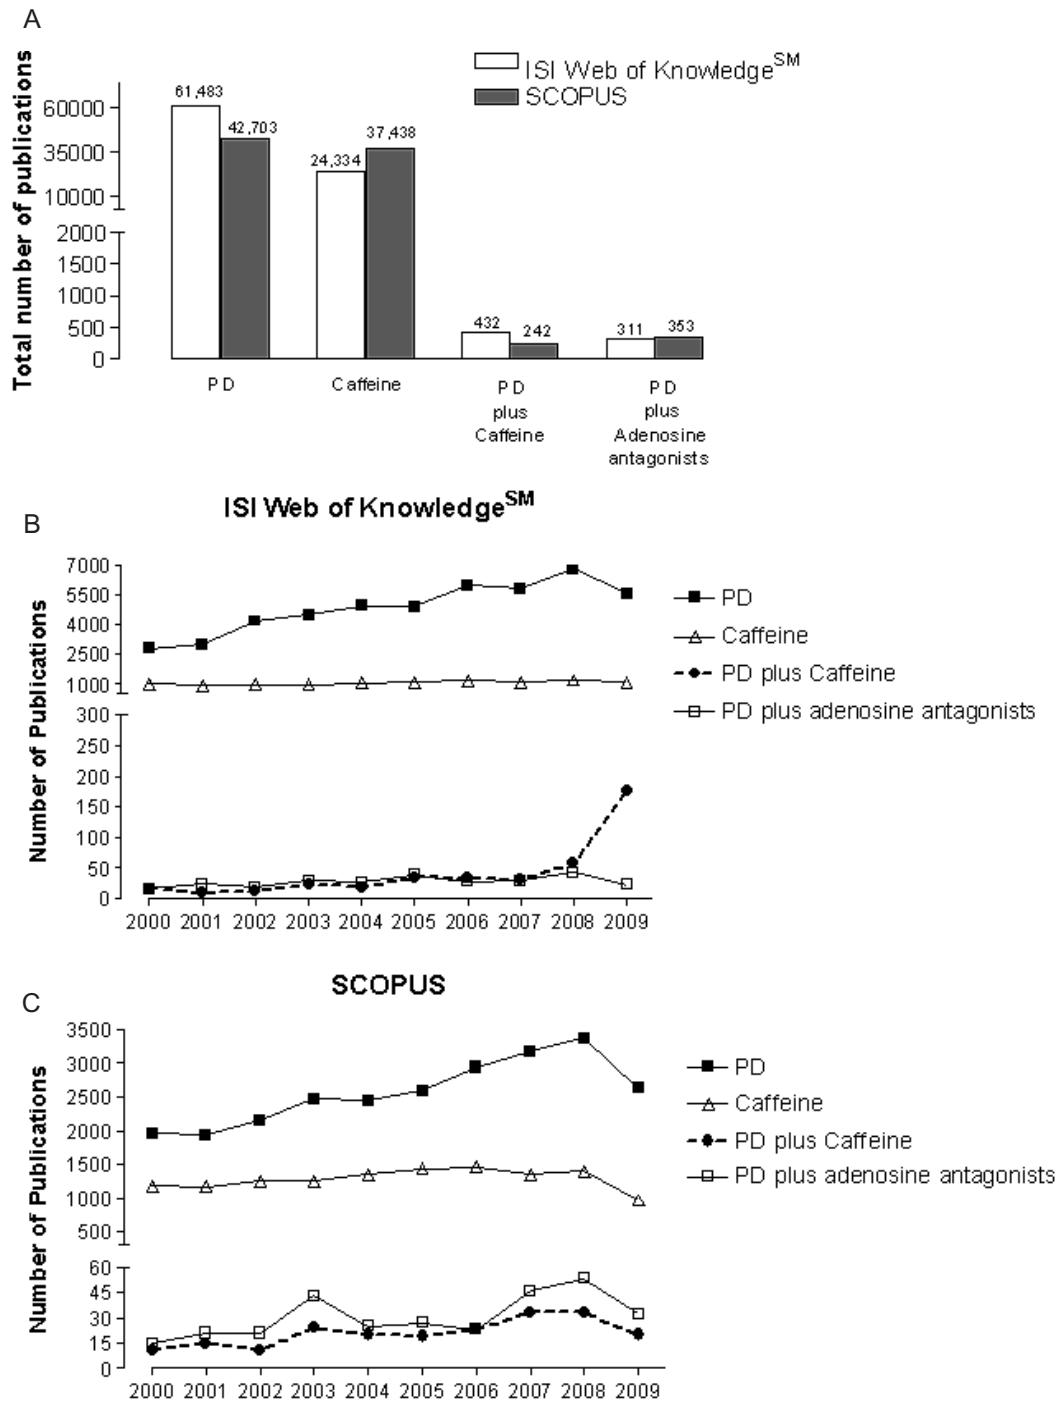 A
ISI Web of Knowledge SM
SCOPUS
Total number of publications
60000
35000
10000
2000
1500
1000
500
0
61,483
42,703
24,334
37,438
432
242
311
353
PD
Caffeine
PD
plus
Caffeine
PD
plus
Adenosine
antagonists
ISI Web of Knowledge SM
B
Number of Publications
7000
5500
4000
2500
1000
300
250
200
150
100
50
0
2000 2001 2002 2003 2004 2005 2006 2007 2008 2009
PD
Caffeine
PD plus Caffeine
PD plus adenosine antagonists
SCOPUS
C
Number of Publications
3500
3000
2500
2000
1500
1000
500
60
45
30
15
0
2000 2001 2002 2003 2004 2005 2006 2007 2008 2009
PD
Caffeine
PD plus Caffeine
PD plus adenosine antagonists